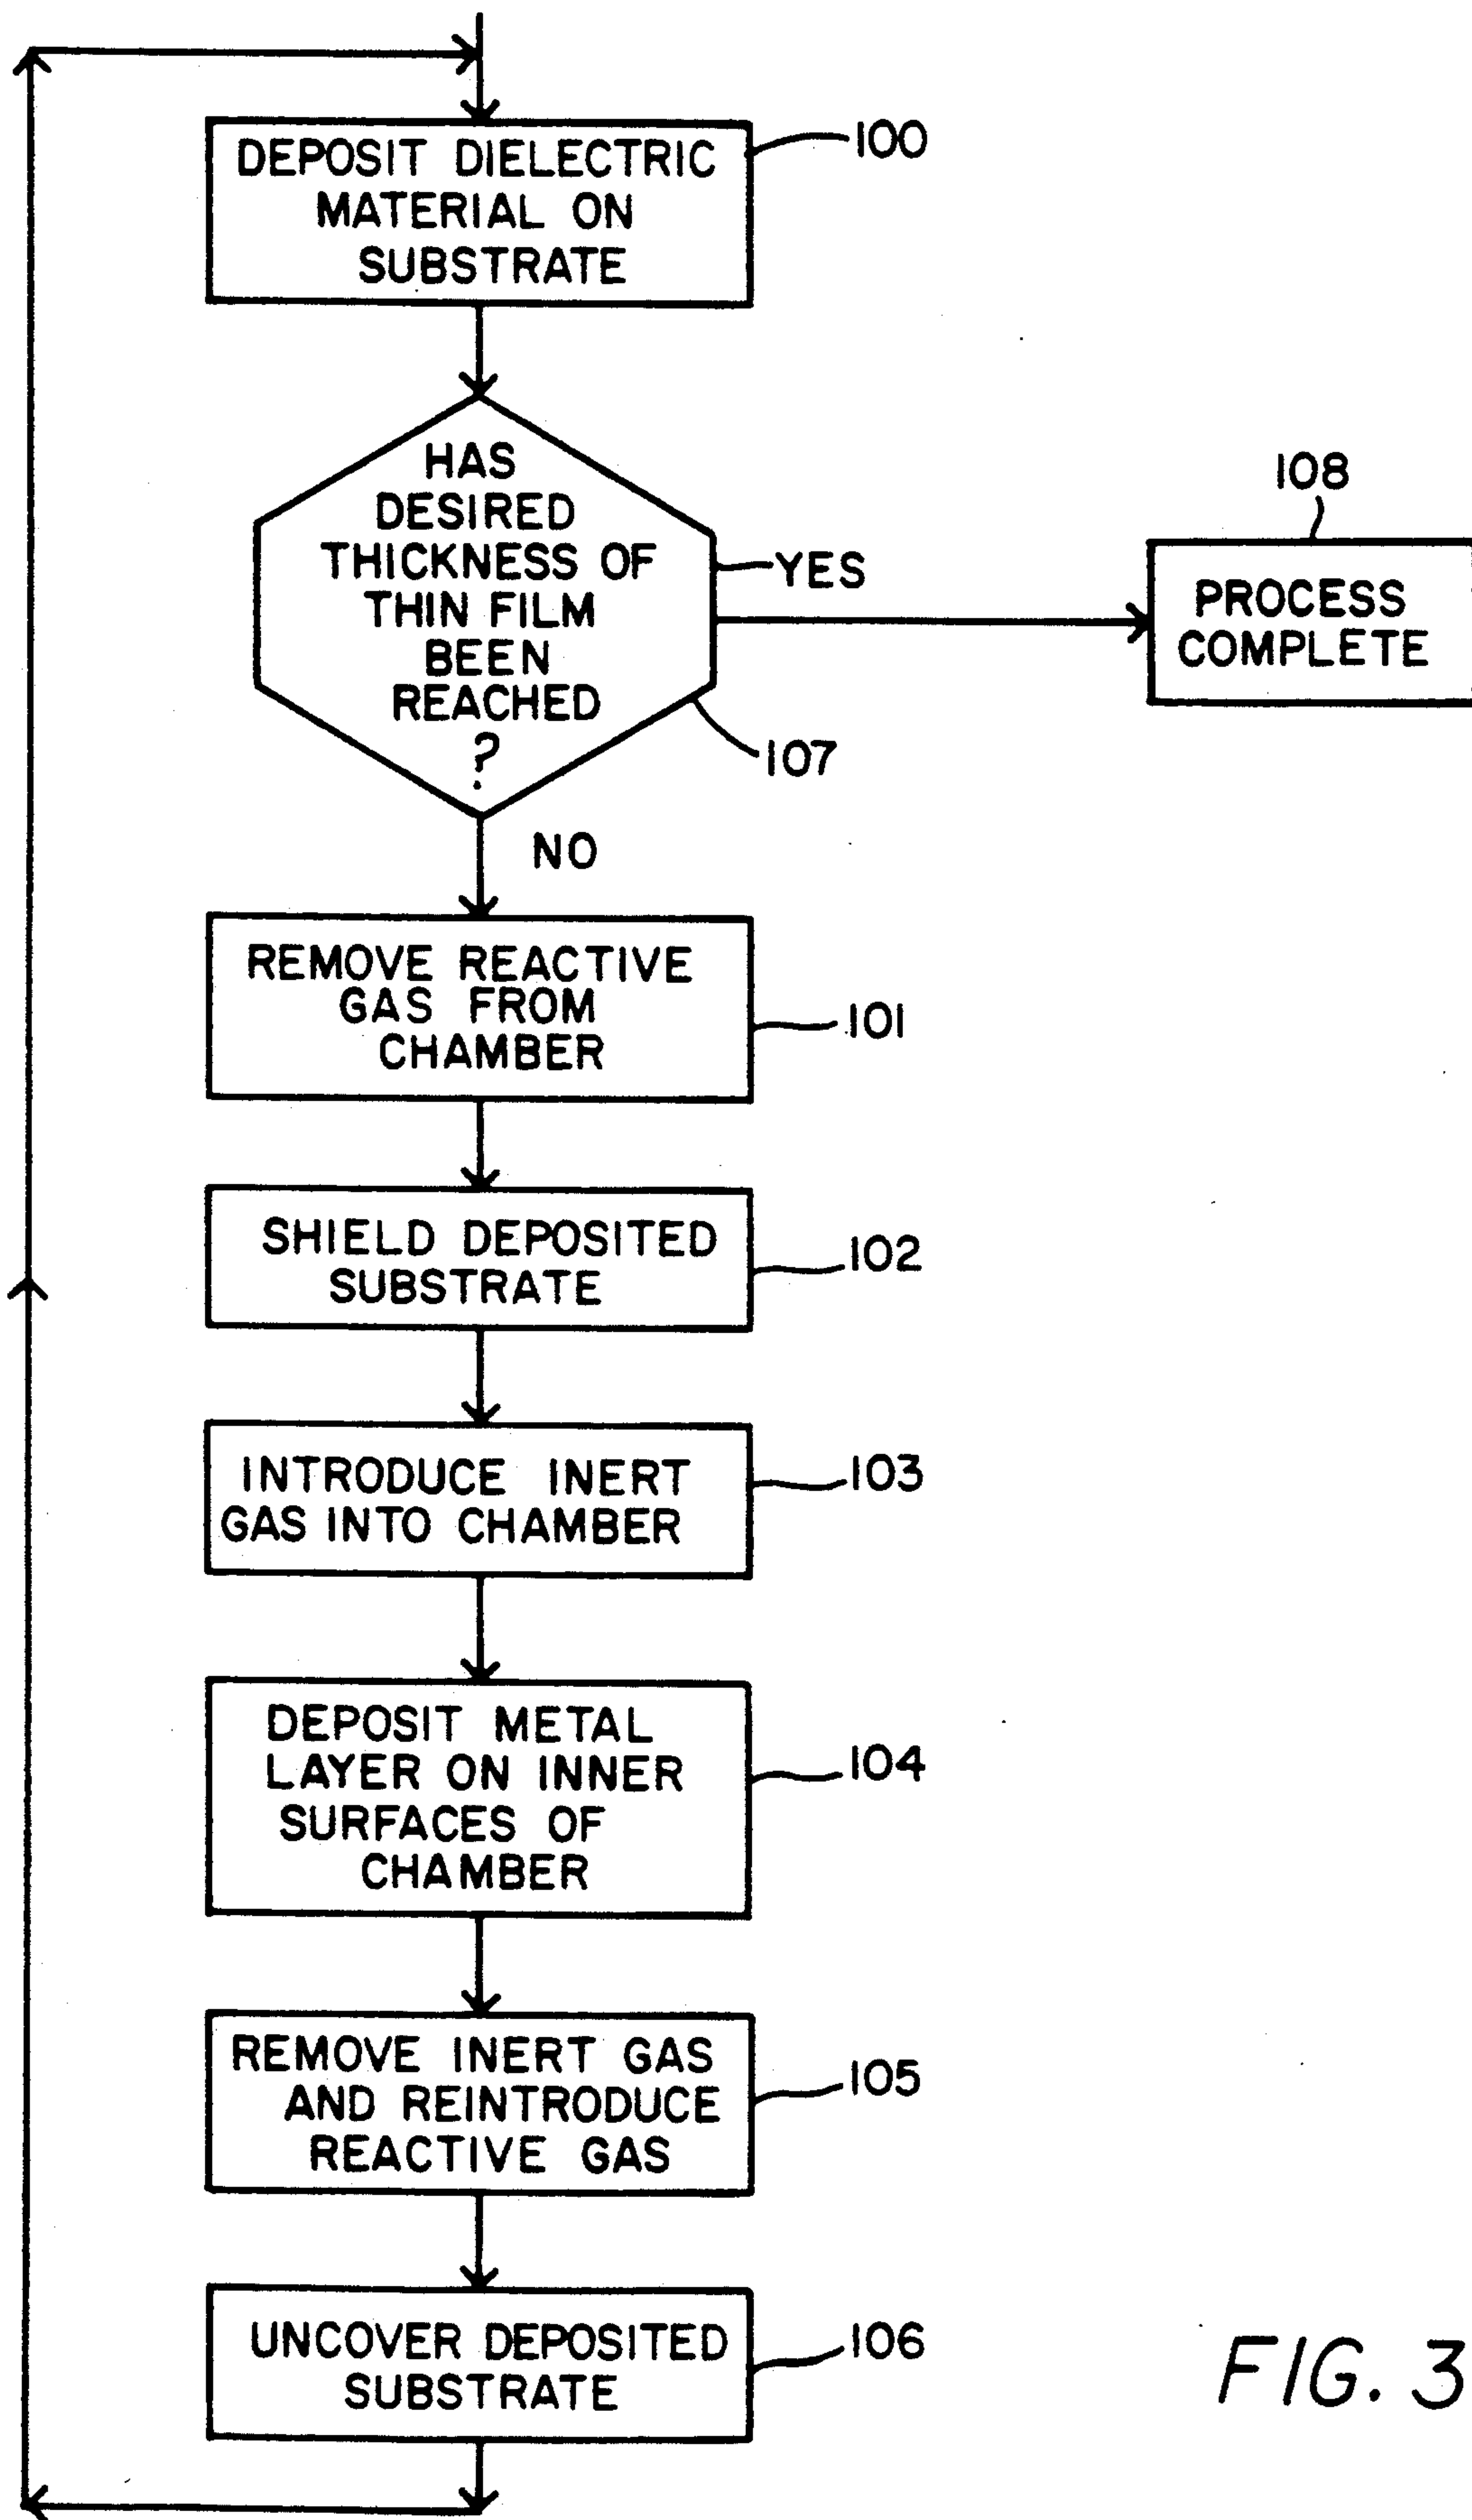 DEPOSIT DIELECTRIC
MATERIAL ON
SUBSTRATE
100
HAS
DESIRED
THICKNESS OF
THIN FILM
BEEN
REACHED
?
YES
107
108
PROCESS
COMPLETE
NO
REMOVE REACTIVE
GAS FROM
CHAMBER
101
SHIELD DEPOSITED
SUBSTRATE
102
INTRODUCE INERT
GAS INTO CHAMBER
103
DEPOSIT METAL
LAYER ON INNER
SURFACES OF
CHAMBER
104
REMOVE INERT GAS
AND REINTRODUCE
REACTIVE GAS
105
UNCOVER DEPOSITED
SUBSTRATE
106
FIG. 3